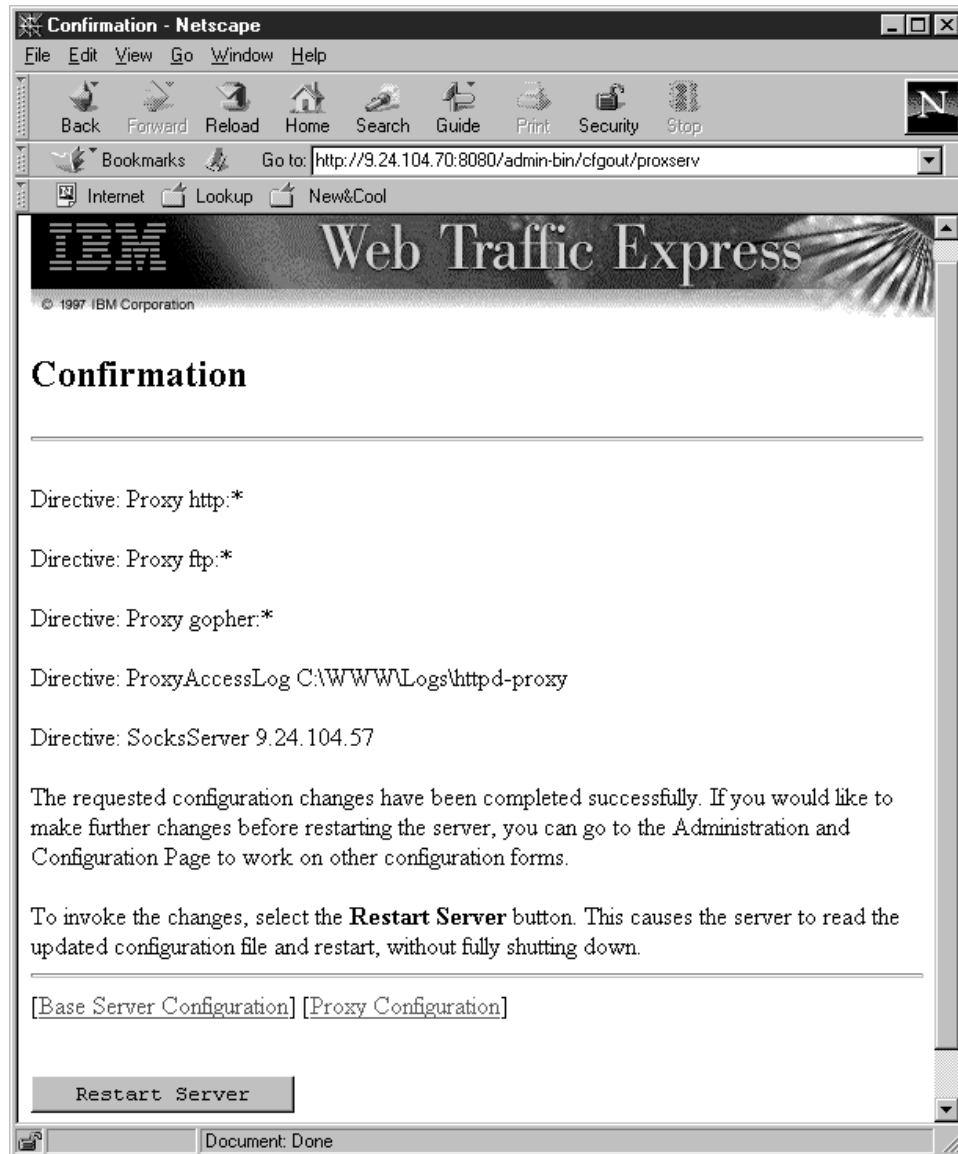 Confirmation - Netscape
File Edit View Go Window Help
Back Forward Reload Home Search Guide Print Security Stop
N
Bookmarks Go to: http://9.24.104.70:8080/admin-bin/cfgout/proxserv
Internet Lookup New&Cool
IBM Web Traffic Express
© 1997 IBM Corporation
Confirmation
Directive: Proxy http:*
Directive: Proxy ftp:*
Directive: Proxy gopher:*
Directive: ProxyAccessLog C:\WWW\Logs\httpd-proxy
Directive: SocksServer 9.24.104.57
The requested configuration changes have been completed successfully. If you would like to
make further changes before restarting the server, you can go to the Administration and
Configuration Page to work on other configuration forms.
To invoke the changes, select the Restart Server button. This causes the server to read the
updated configuration file and restart, without fully shutting down.
[Base Server Configuration] [Proxy Configuration]
Restart Server
Document: Done